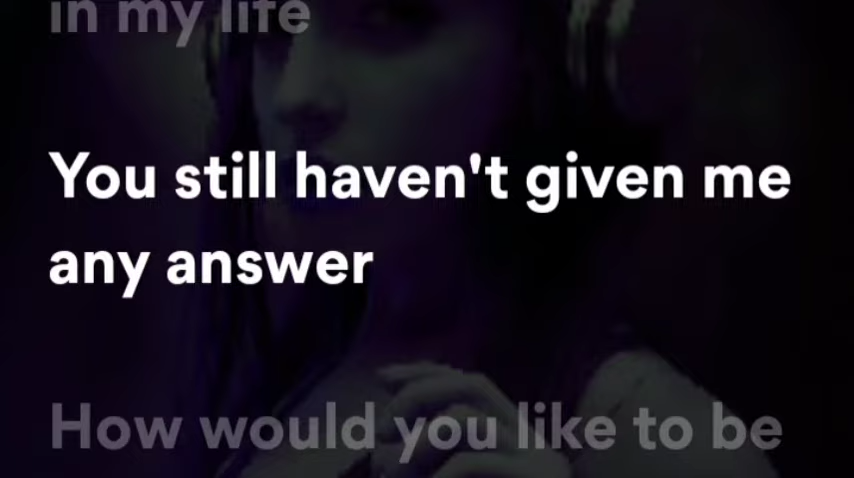 in my life
You still haven't given me
any answer
How would you like to be